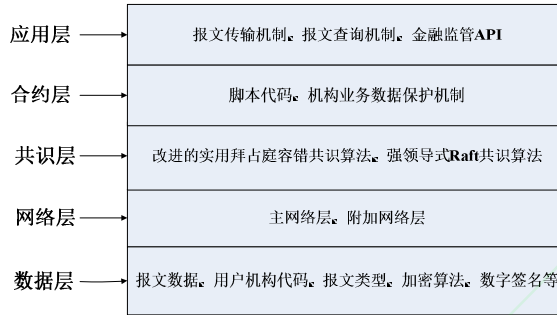 应用层 报文传输机制、报文查询机制、金融监管API
合约层 脚本代码、机构业务数据保护机制
共识层 改进的实用拜占庭容错共识算法、强领导式Raft共识算法
网络层 主网络层、附加网络层
数据层 报文数据、用户机构代码、报文类型、加密算法、数字签名等